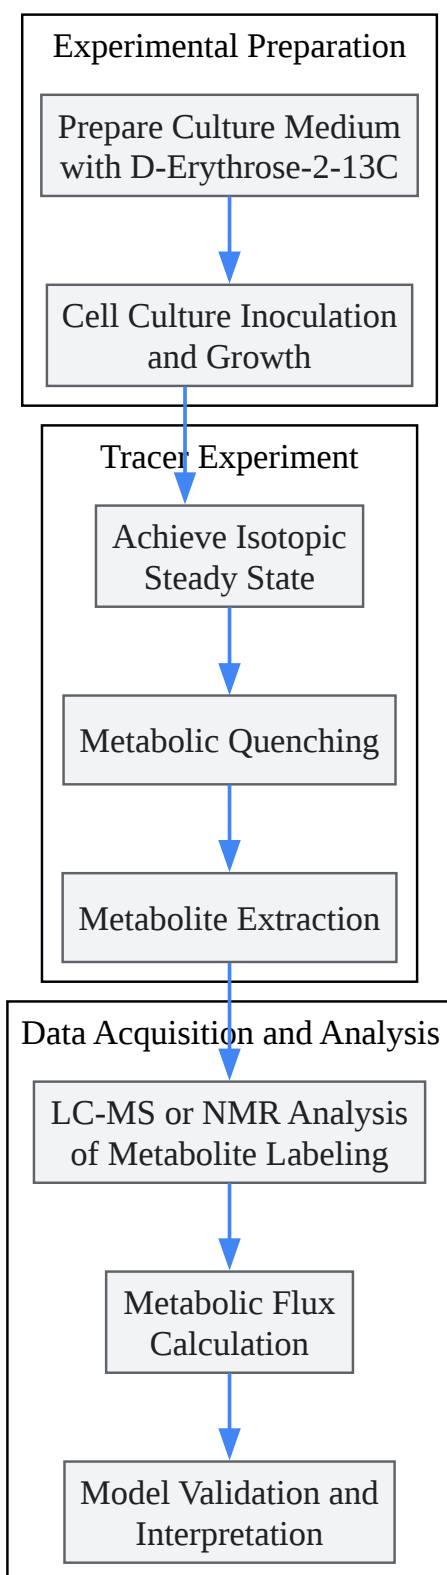 Experimental Preparation
Prepare Culture Medium
with D-Erythrose-2-13C
Cell Culture Inoculation
and Growth
Tracer Experiment
Achieve Isotopic
Steady State
Metabolic Quenching
Metabolite Extraction
Data Acquisition and Analysis
LC-MS or NMR Analysis
of Metabolite Labeling
Metabolic Flux
Calculation
Model Validation and
Interpretation